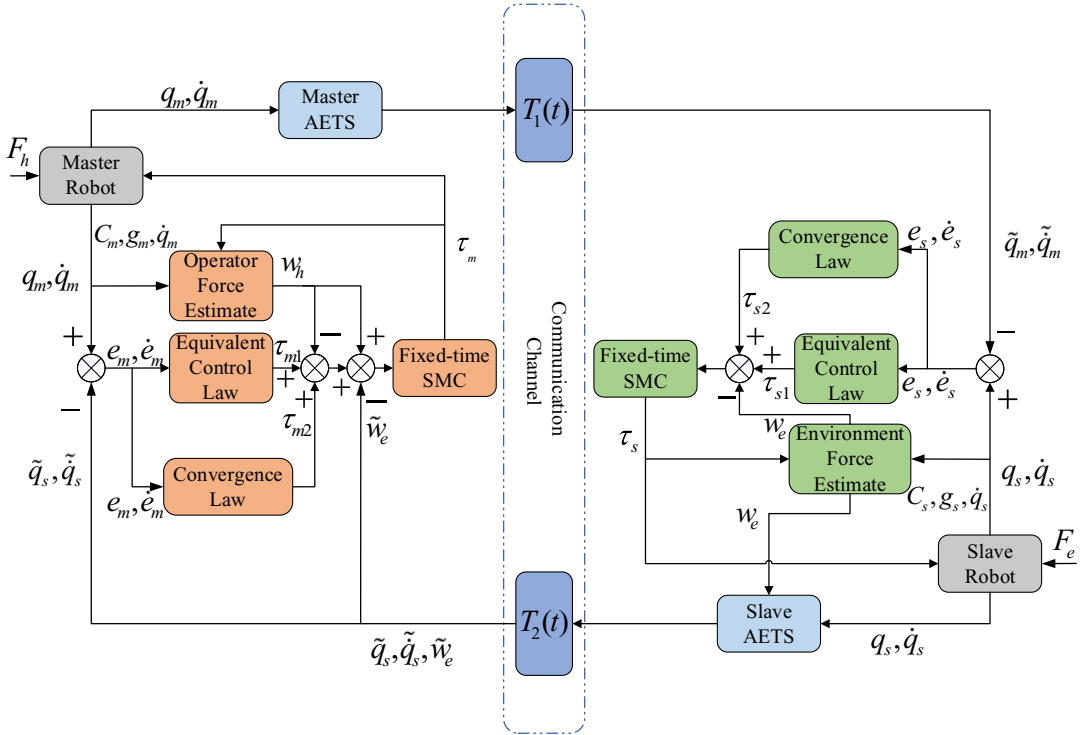 q_m, q̇_m
Master
AETS
T_1(t)
F_h
Master
Robot
C_m, g_m, q̇_m
q_m, q̇_m
Operator
Force
Estimate
w_h
τ_m
+
−
+
e_m, ė_m
Equivalent
Control
Law
τ_m1
+
+
+
τ_m2
−
−
w̃_e
Fixed-time
SMC
q̃_s, q̇̃_s
e_m, ė_m
Convergence
Law
Communication
Channel
Convergence
Law
e_s, ė_s
q̃_m, q̇̃_m
τ_s2
+
+
τ_s1
−
Fixed-time
SMC
Equivalent
Control Law
e_s, ė_s
−
+
w_e
τ_s
Environment
Force
Estimate
q_s, q̇_s
C_s, g_s, q̇_s
w_e
Slave
Robot
F_e
T_2(t)
Slave
AETS
q_s, q̇_s
q̃_s, q̇̃_s, w̃_e